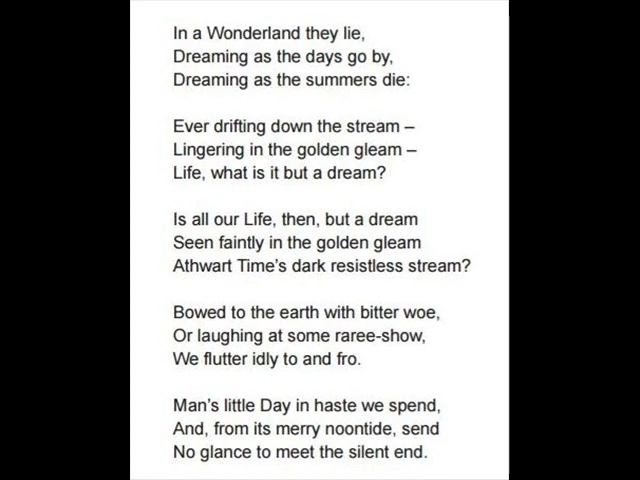 In a Wonderland they lie,
Dreaming as the days go by,
Dreaming as the summers die:
Ever drifting down the stream –
Lingering in the golden gleam –
Life, what is it but a dream?
Is all our Life, then, but a dream
Seen faintly in the golden gleam
Athwart Time’s dark resistless stream?
Bowed to the earth with bitter woe,
Or laughing at some raree-show,
We flutter idly to and fro.
Man’s little Day in haste we spend,
And, from its merry noontide, send
No glance to meet the silent end.